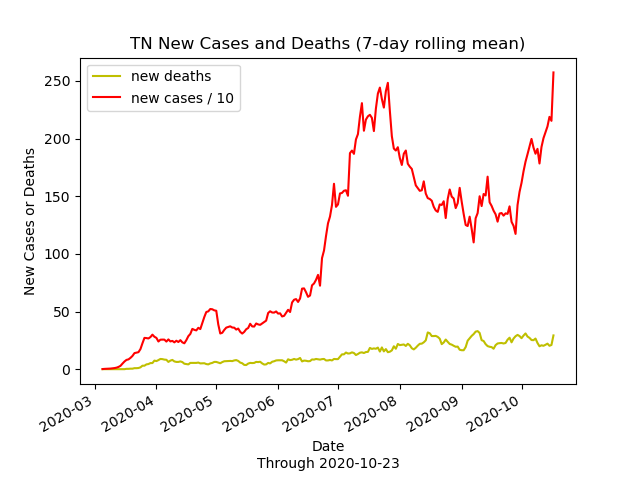 TN New Cases and Deaths (7-day rolling mean)
new deaths
new cases / 10
250
200
150
100
50
0
New Cases or Deaths
2020-03
2020-04
2020-05
2020-06
2020-07
2020-08
2020-09
2020-10
Date
Through 2020-10-23